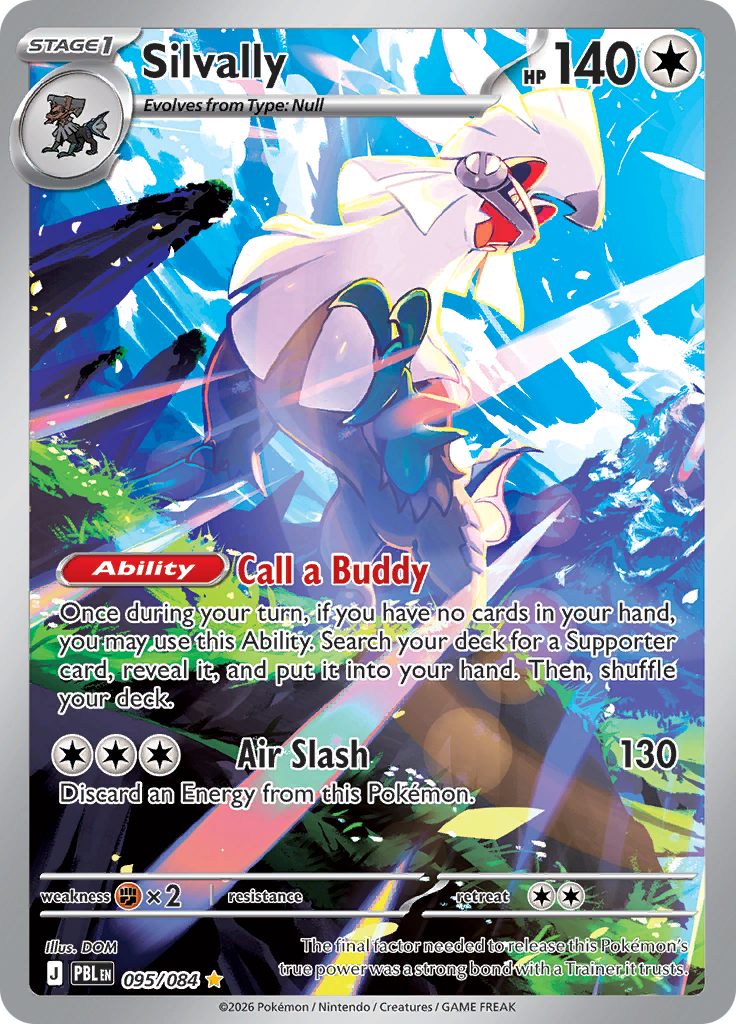 STAGE1
Silvally
HP 140
Evolves from Type: Null
Ability Call a Buddy
Once during your turn, if you have no cards in your hand,
you may use this Ability. Search your deck for a Supporter
card, reveal it, and put it into your hand. Then, shuffle
your deck.
Air Slash 130
Discard an Energy from this Pokémon.
weakness ×2 resistance retreat
Illus. DOM
The final factor needed to release this Pokémon's
true power was a strong bond with a Trainer it trusts.
J PBL EN 095/084
©2026 Pokémon / Nintendo / Creatures / GAME FREAK